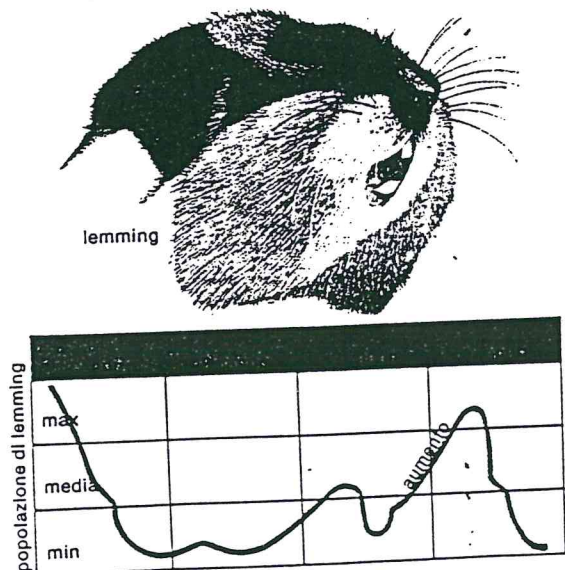 lemming
popolazione di lemming
max
media
min
aumento